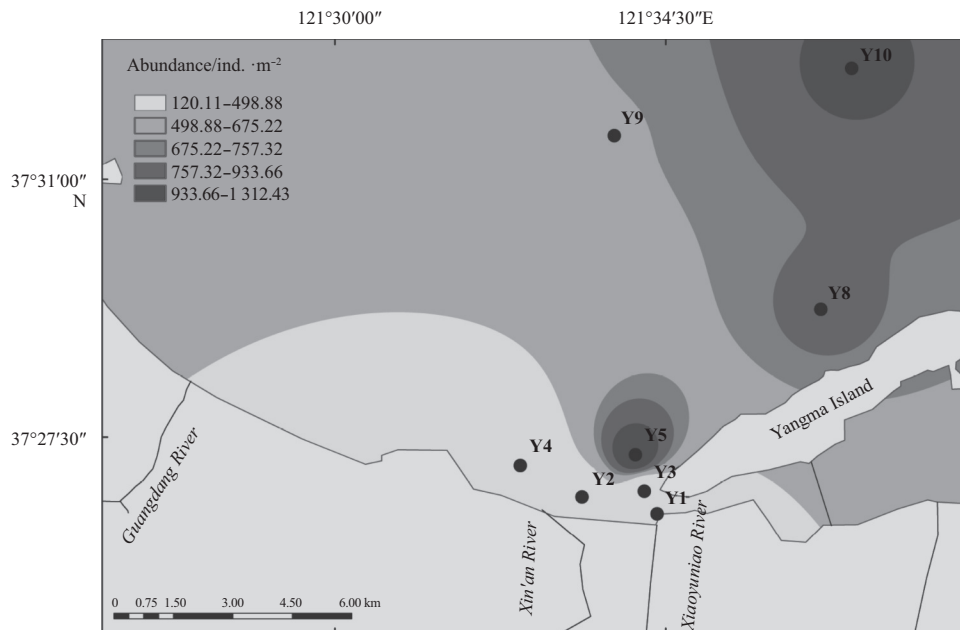 121°30′00″
121°34′30″E
Abundance/ind. ·m⁻²
120.11–498.88
498.88–675.22
675.22–757.32
757.32–933.66
933.66–1 312.43
Y10
Y9
37°31′00″
N
Y8
Yangma Island
37°27′30″
Y5
Y4
Y3
Y2
Y1
Guangdang River
Xin'an River
Xiaoyuniao River
0 0.75 1.50 3.00 4.50 6.00 km